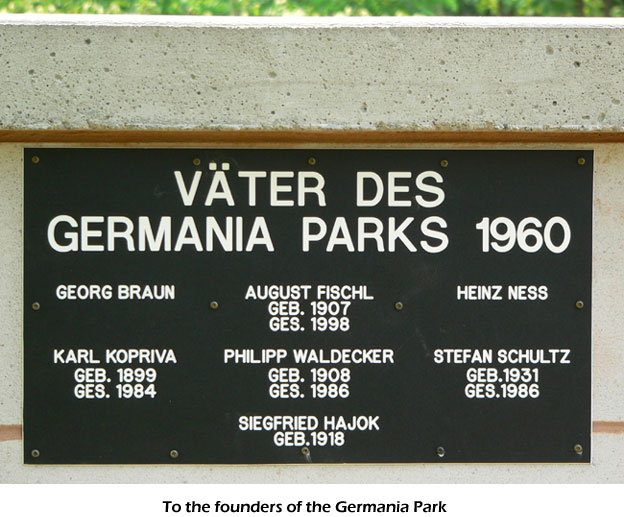 VÄTER DES
GERMANIA PARKS 1960
GEORG BRAUN
AUGUST FISCHL
GEB. 1907
GES. 1998
HEINZ NESS
KARL KOPRIVA
GEB. 1899
GES. 1984
PHILIPP WALDECKER
GEB. 1908
GES. 1986
STEFAN SCHULTZ
GEB.1931
GES.1986
SIEGFRIED HAJOK
GEB.1918
To the founders of the Germania Park